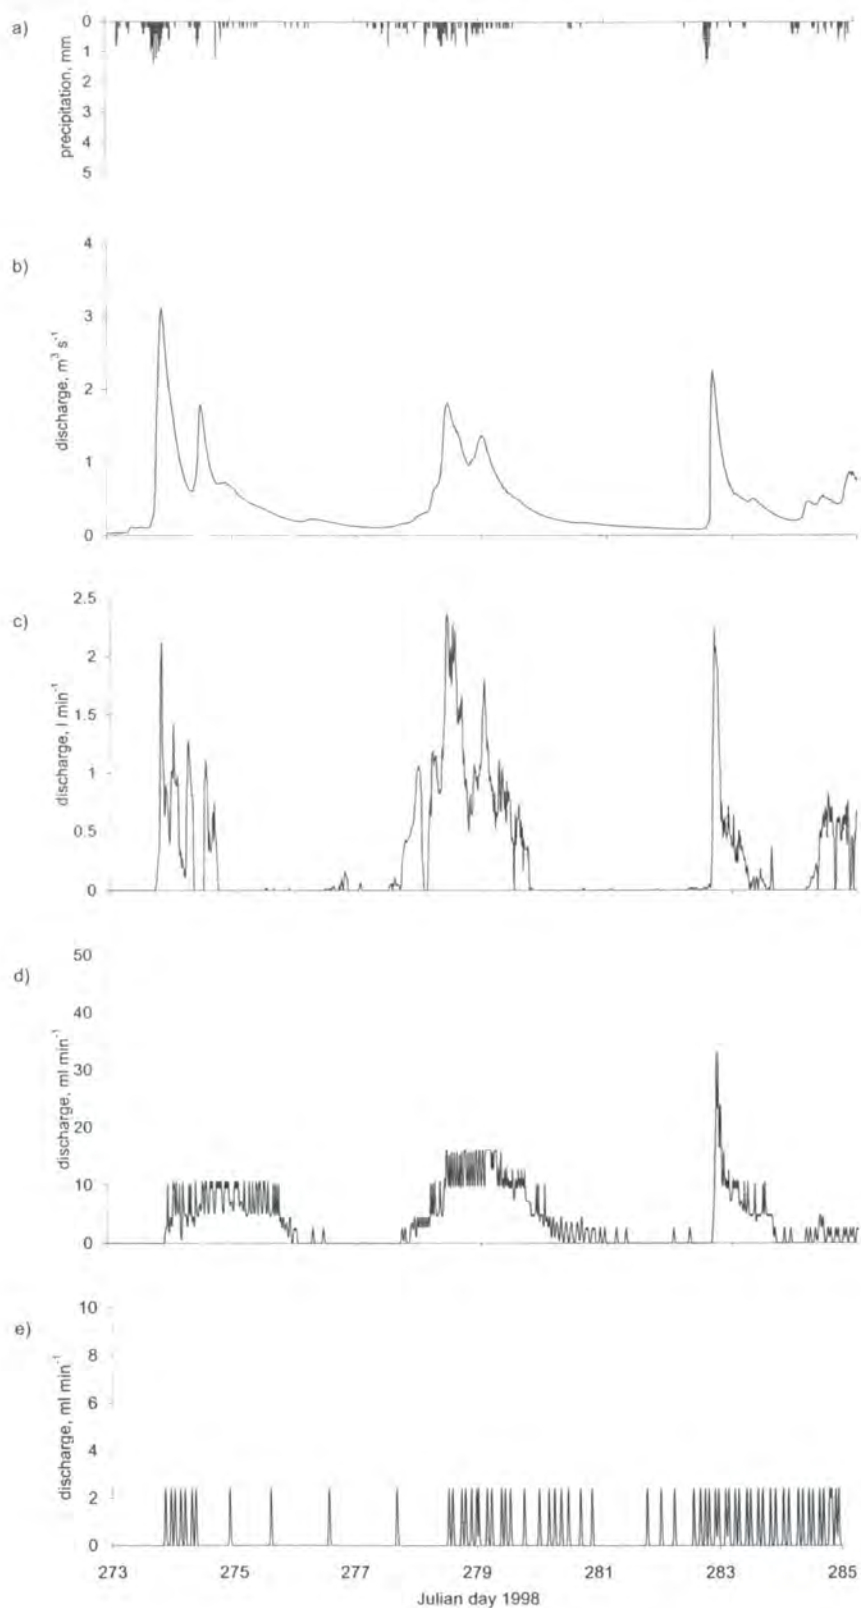 a)
precipitation, mm
0
1
2
3
4
5
b)
discharge, m³ s⁻¹
4
3
2
1
0
c)
discharge, l min⁻¹
2.5
2
1.5
1
0.5
0
d)
discharge, ml min⁻¹
50
40
30
20
10
0
e)
discharge, ml min⁻¹
10
8
6
4
2
0
273 275 277 279 281 283 285
Julian day 1998